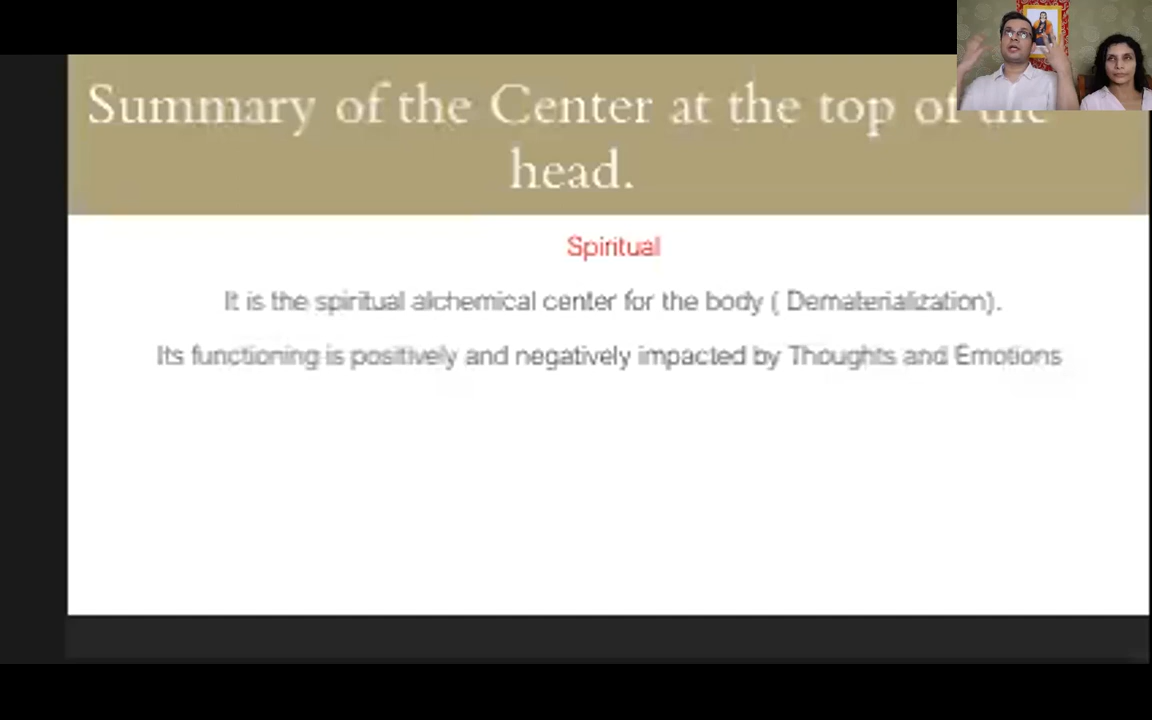 Summary of the Center at the top of the
head.
Spiritual
It is the spiritual alchemical center for the body ( Dematerialization).
Its functioning is positively and negatively impacted by Thoughts and Emotions